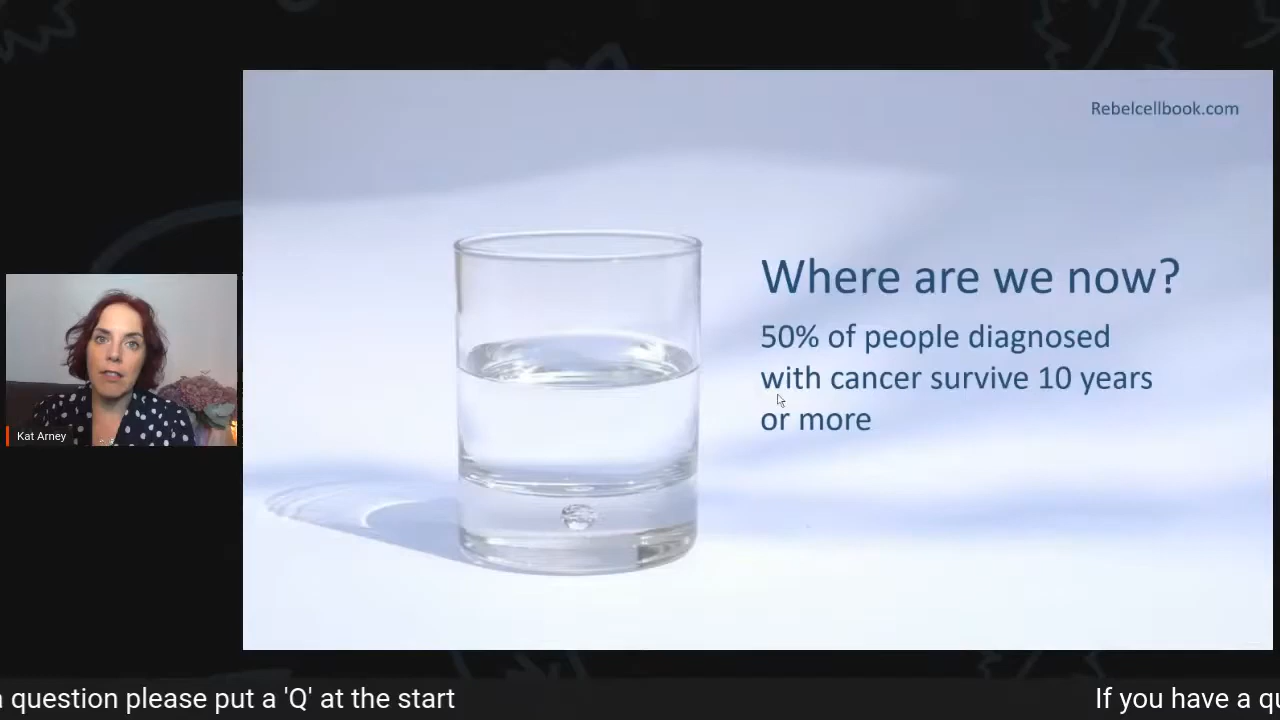 Rebelcellbook.com
Where are we now?
50% of people diagnosed
with cancer survive 10 years
or more
Kat Arney
question please put a 'Q' at the start
If you have a